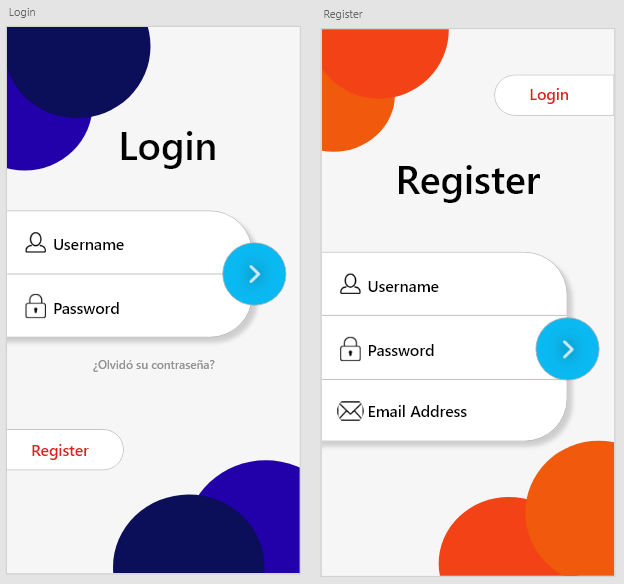 Login
Login
Username
Password
¿Olvidó su contraseña?
Register
Register
Login
Register
Username
Password
Email Address